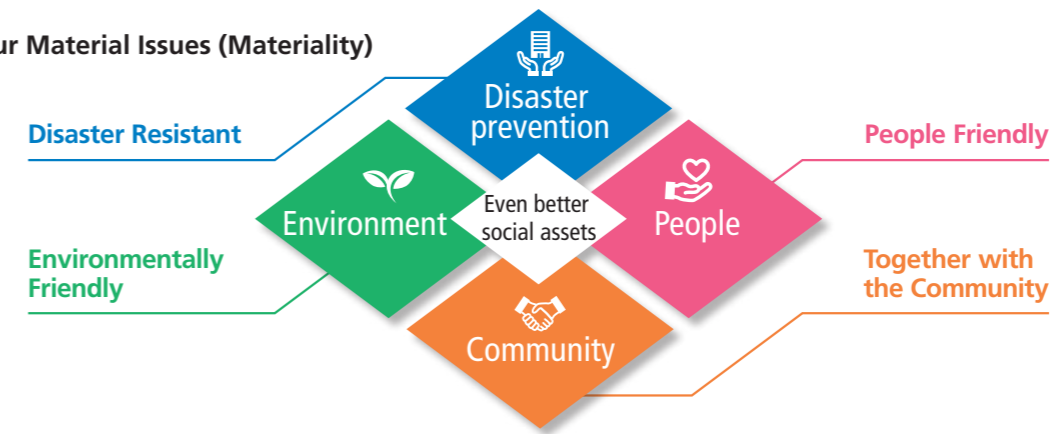 ur Material Issues (Materiality)
Disaster
prevention
Disaster Resistant
People Friendly
Environment
Even better
social assets
People
Environmentally
Friendly
Together with
the Community
Community